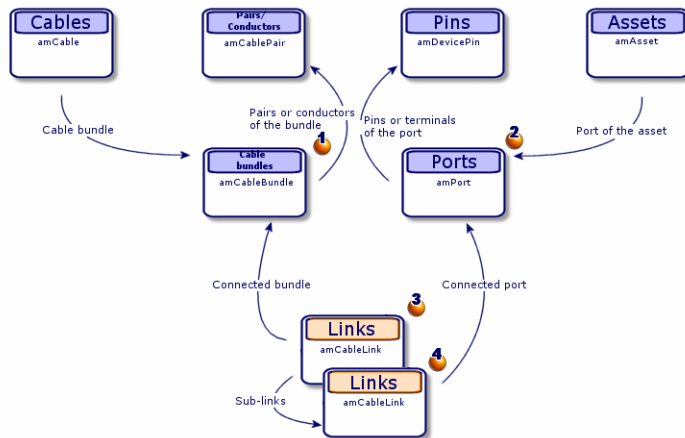 Cables
amCable
Pairs/
Conductors
amCablePair
Pins
amDevicePin
Assets
amAsset
Cable bundle
Pairs or conductors
of the bundle
1
Pins or terminals
of the port
2
Port of the asset
Cable
bundles
amCableBundle
Ports
amPort
Connected bundle
Connected port
3
Links
amCableLink
4
Links
amCableLink
Sub-links